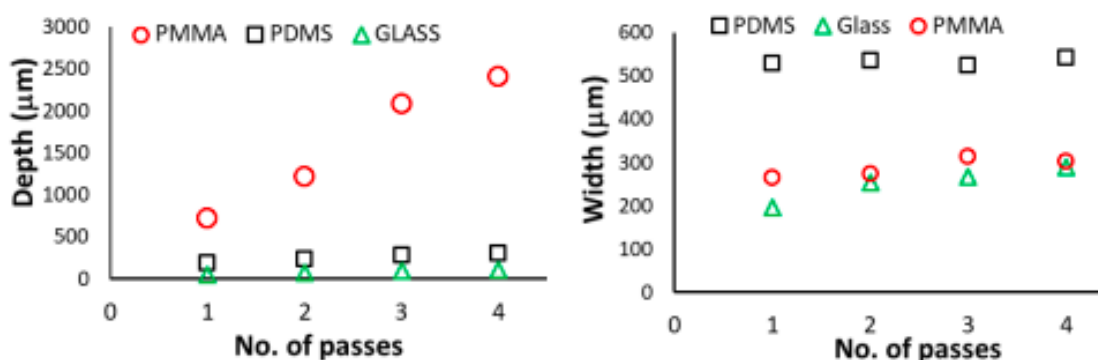 3000
PMMA PDMS GLASS
2500
2000
1500
1000
500
0
Depth (μm)
0 1 2 3 4
No. of passes
PDMS Glass PMMA
600
500
400
300
200
100
0
Width (μm)
0 1 2 3 4
No. of passes